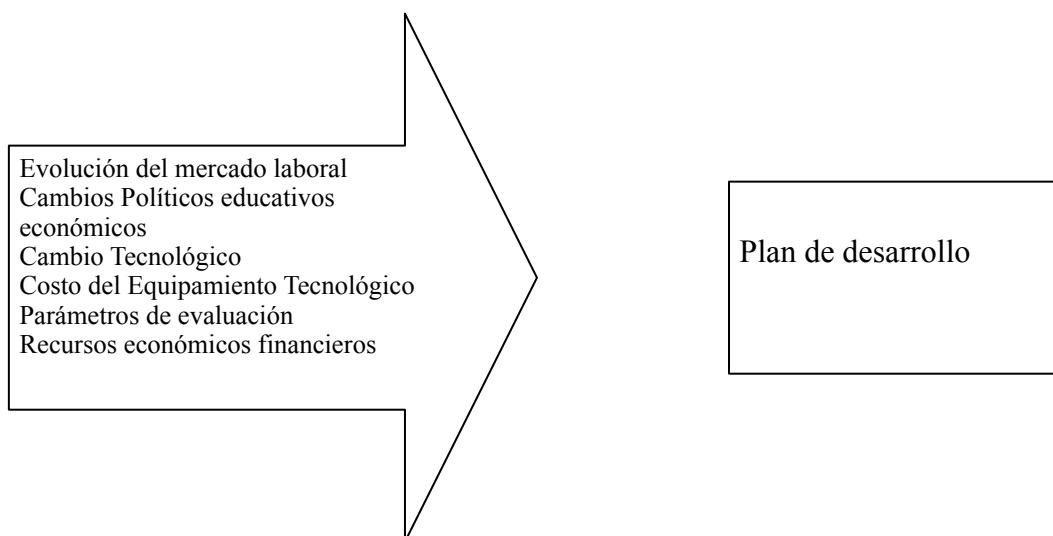 Evolución del mercado laboral
Cambios Políticos educativos
económicos
Cambio Tecnológico
Costo del Equipamiento Tecnológico
Parámetros de evaluación
Recursos económicos financieros
Plan de desarrollo